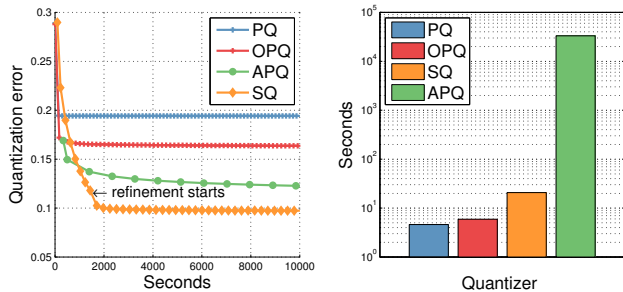 0.3
0.25
0.2
0.15
0.1
0.05
Quantization error
PQ
OPQ
APQ
SQ
← refinement starts
0 2000 4000 6000 8000 10000
Seconds
10^5
10^4
10^3
10^2
10^1
10^0
Seconds
PQ
OPQ
SQ
APQ
Quantizer